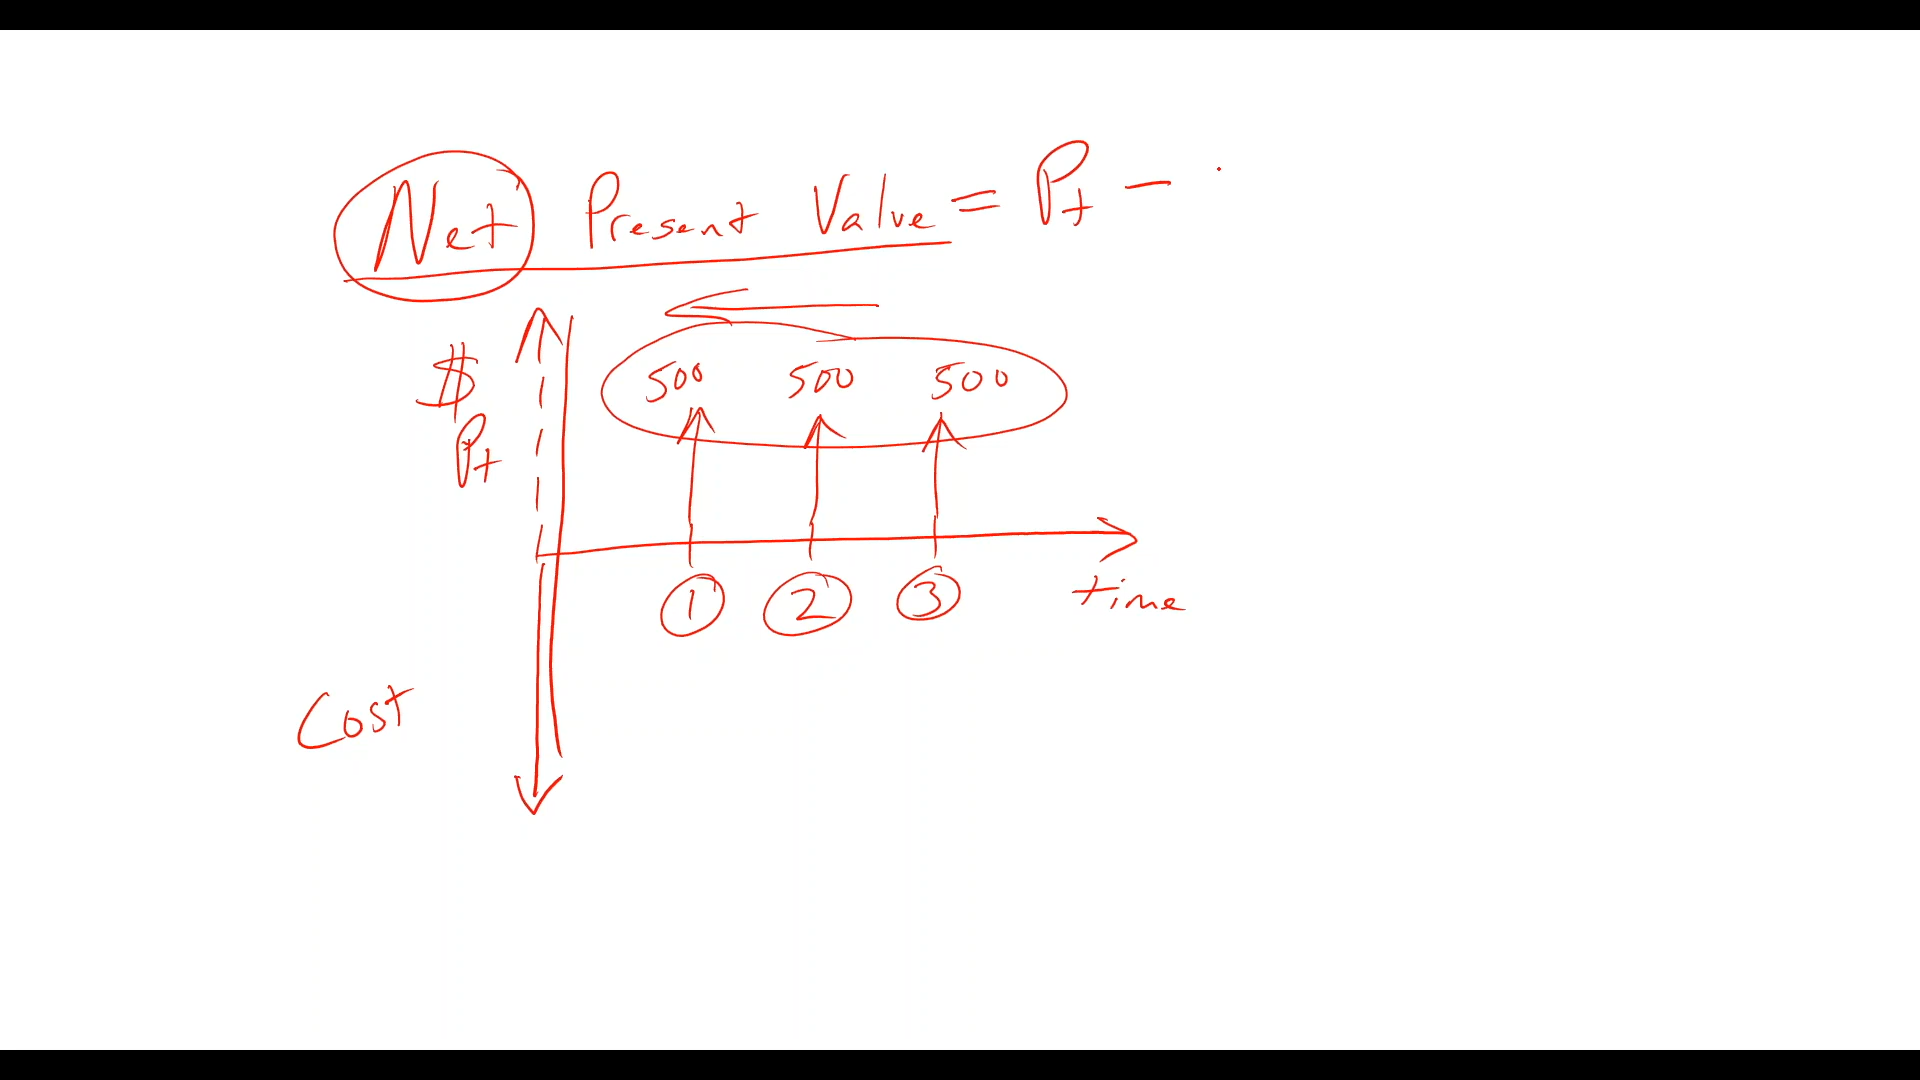 Net Present Value = Pt -
$ 500 500 500
Pt
1 2 3 time
Cost